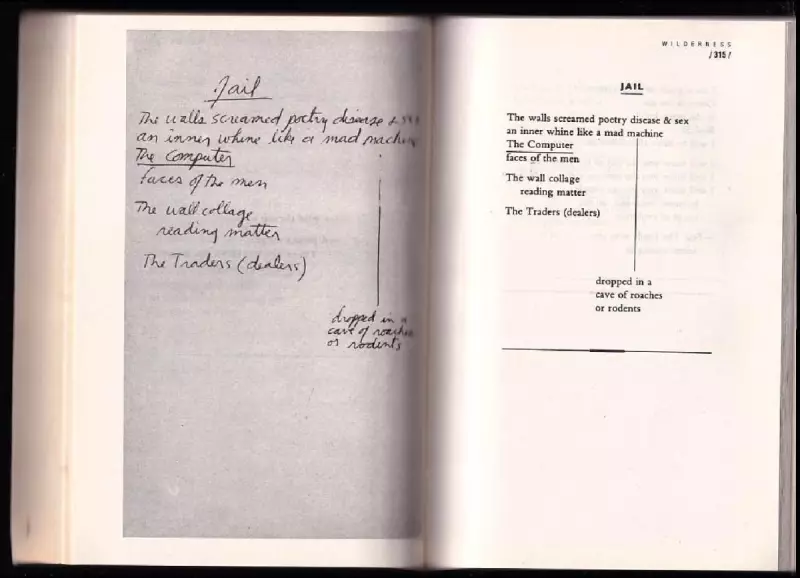 Jail
The walls screamed poetry disease &
an inner whine like a mad machin
The Computer
faces of the men
The wall collage
reading matter
The Traders (dealers)
dropped in a
cave of roaches
or rodents
WILDERNESS
/315/
JAIL
The walls screamed poetry disease & sex
an inner whine like a mad machine
The Computer
faces of the men
The wall collage
reading matter
The Traders (dealers)
dropped in a
cave of roaches
or rodents